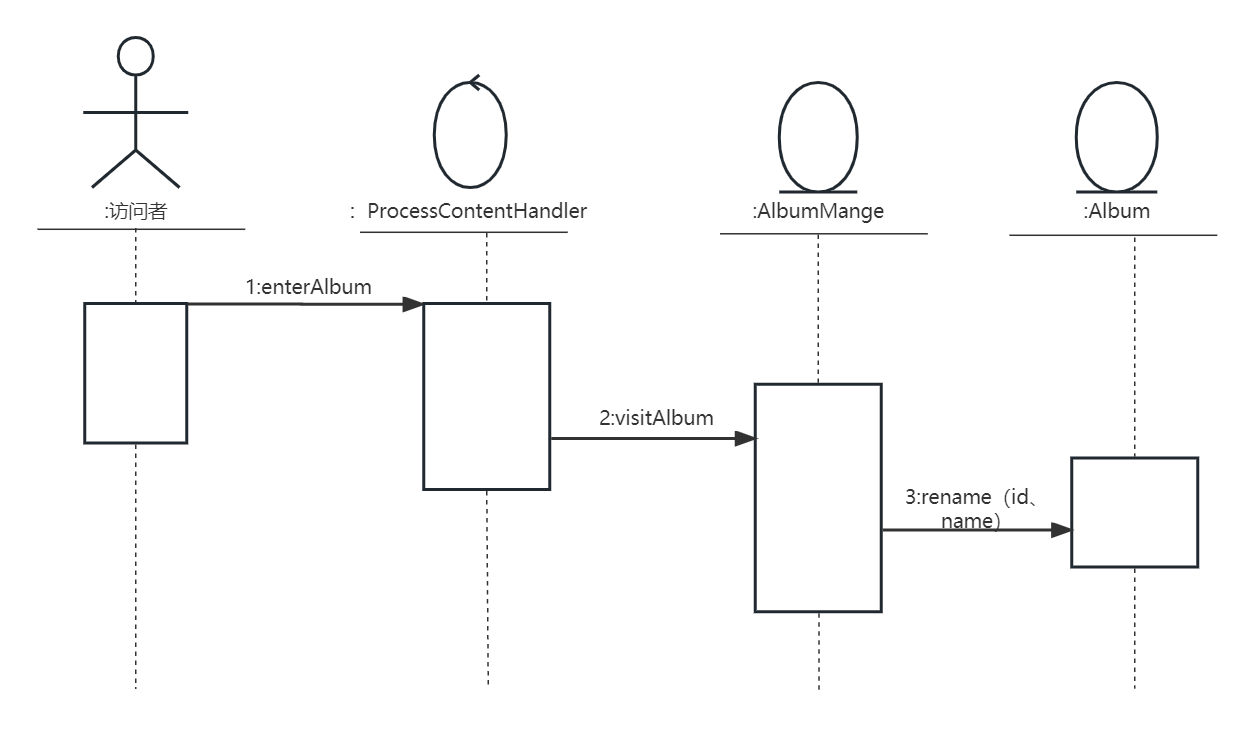 :访问者
：ProcessContentHandler
:AlbumMange
:Album
1:enterAlbum
2:visitAlbum
3:rename（id、
name）